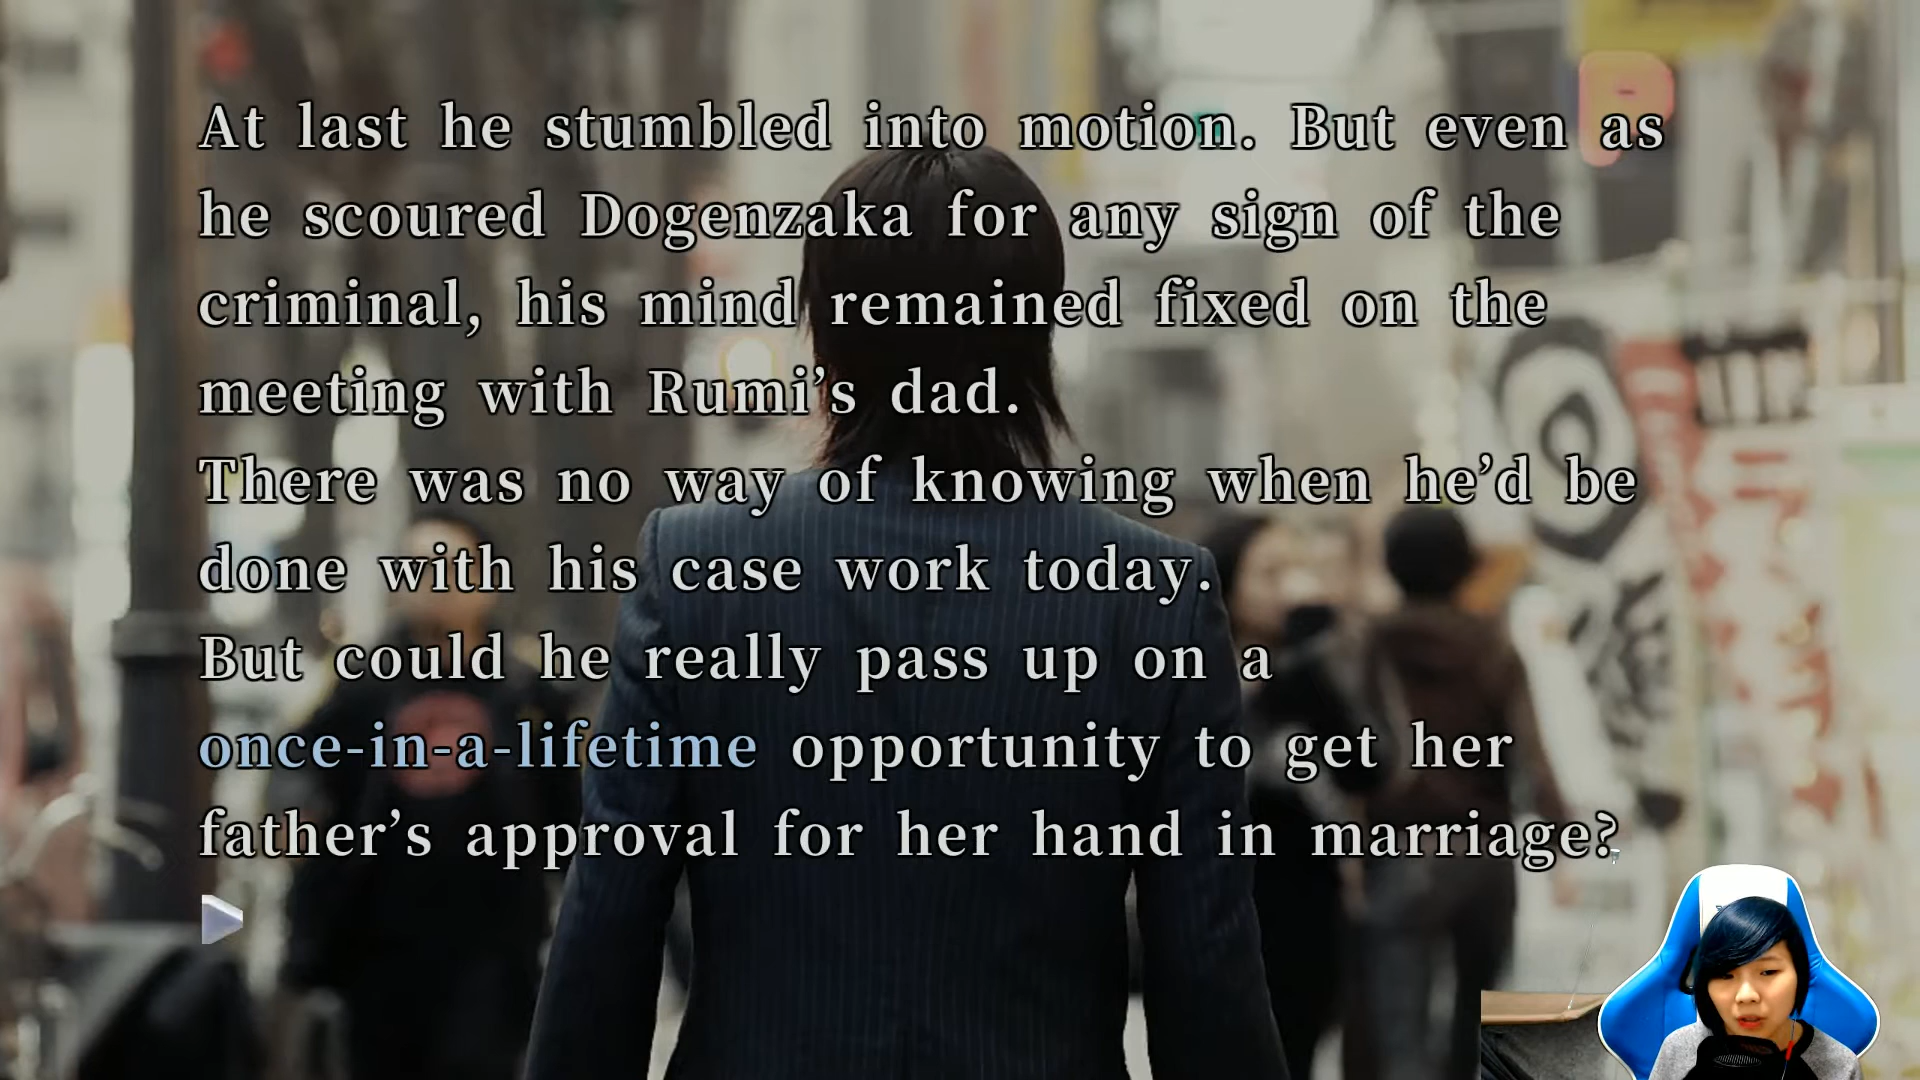 At last he stumbled into motion. But even as
he scoured Dogenzaka for any sign of the
criminal, his mind remained fixed on the
meeting with Rumi’s dad.
There was no way of knowing when he’d be
done with his case work today.
But could he really pass up on a
once-in-a-lifetime opportunity to get her
father’s approval for her hand in marriage?